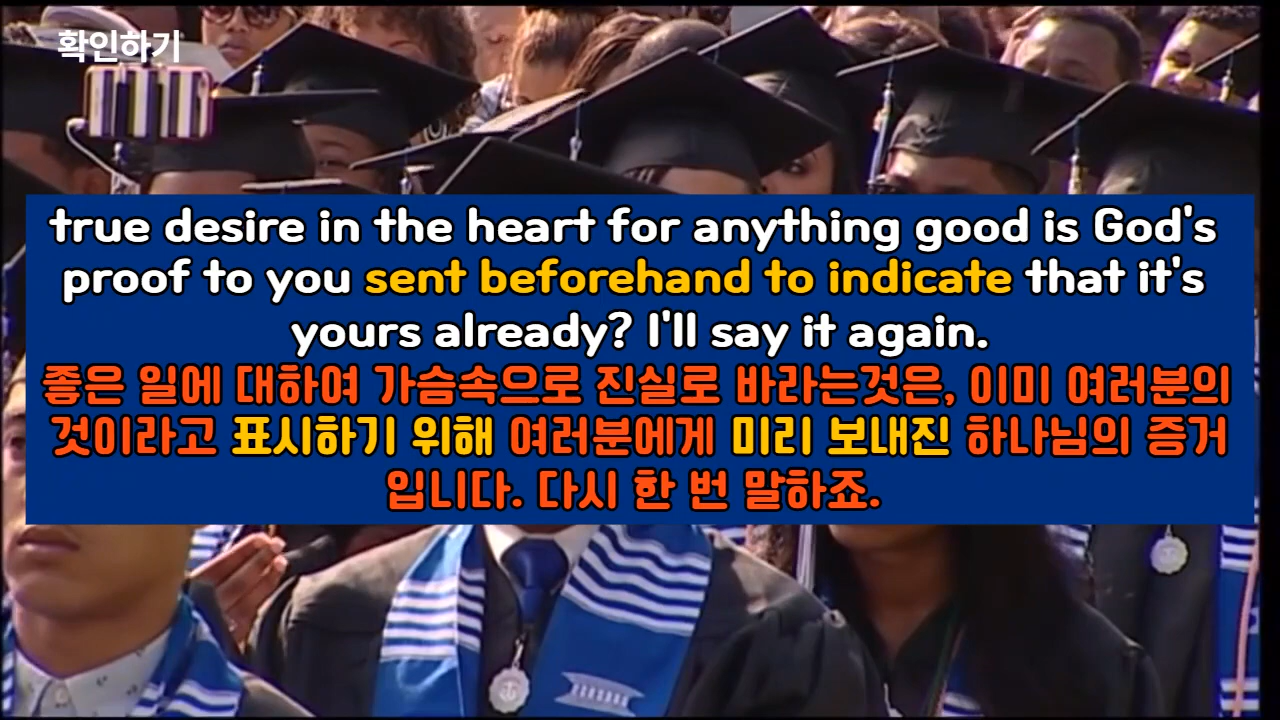 확인하기
true desire in the heart for anything good is God's
proof to you sent beforehand to indicate that it's
yours already? I'll say it again.
좋은 일에 대하여 가슴속으로 진실로 바라는것은, 이미 여러분의
것이라고 표시하기 위해 여러분에게 미리 보내진 하나님의 증거
입니다. 다시 한 번 말하죠.